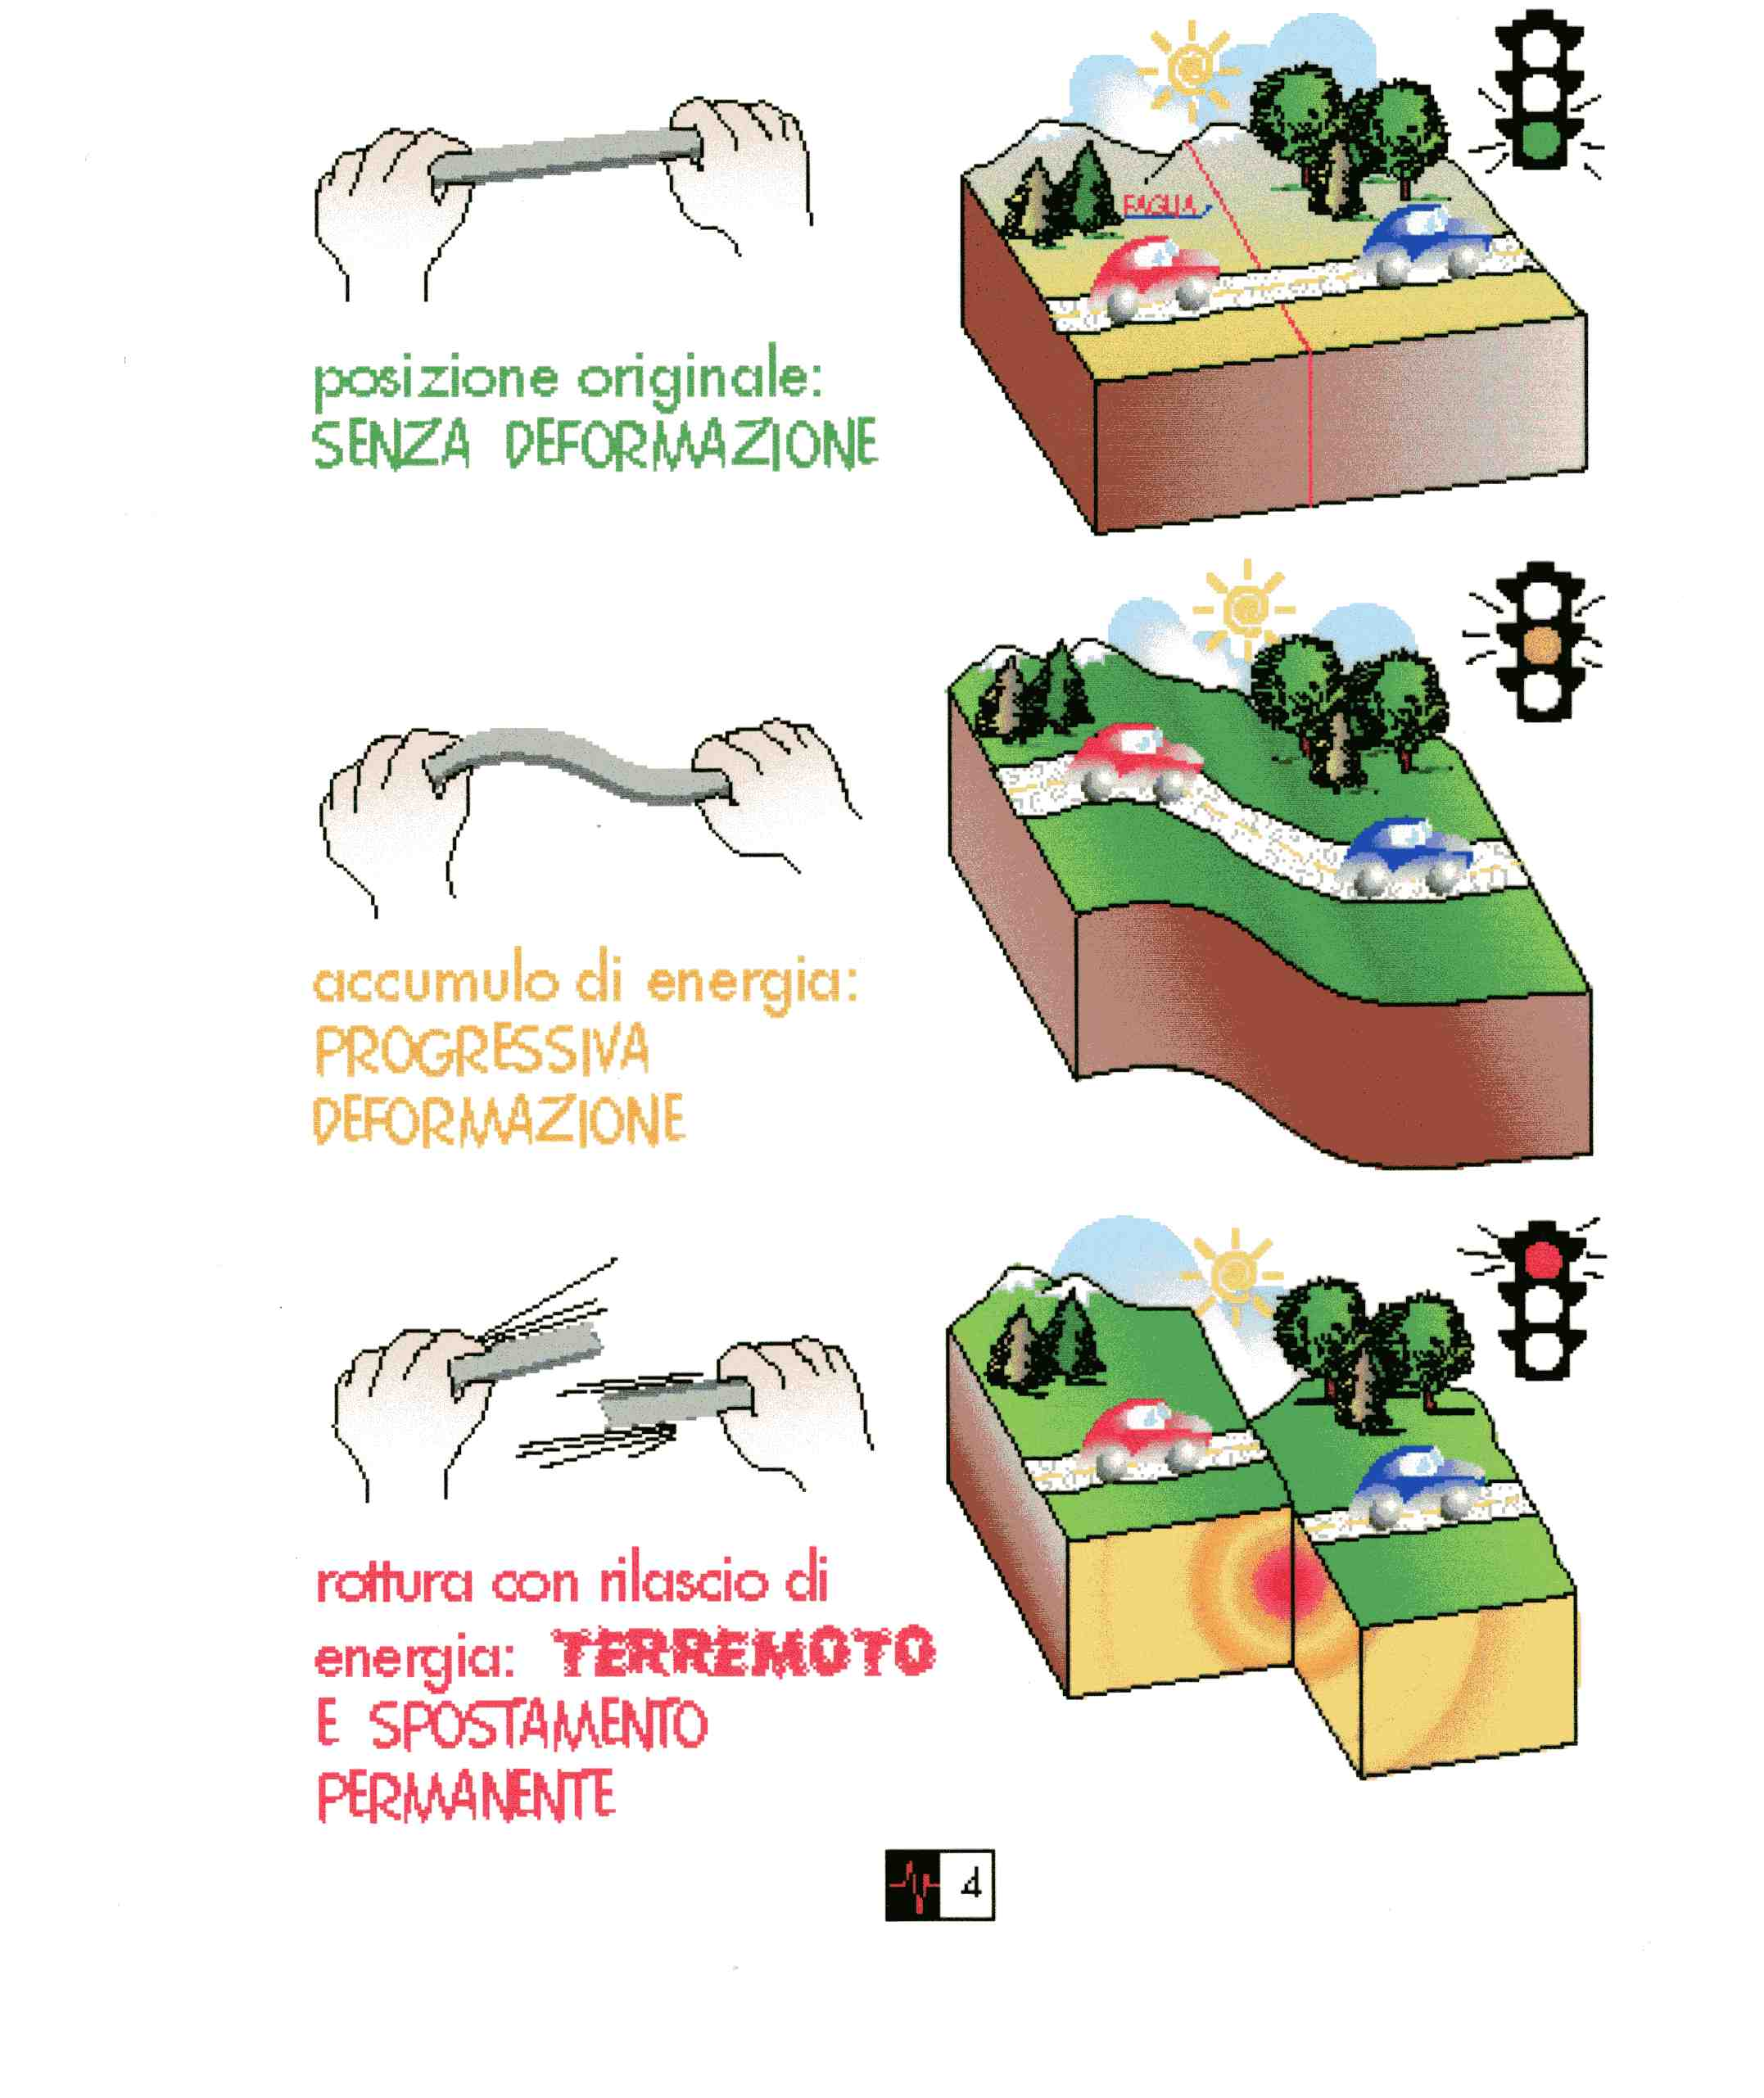 FAGLIA
posizione originale:
SENZA DEFORMAZIONE
accumulo di energia:
PROGRESSIVA
DEFORMAZIONE
rottura con rilascio di
energia: TERREMOTO
E SPOSTAMENTO
PERMANENTE
4